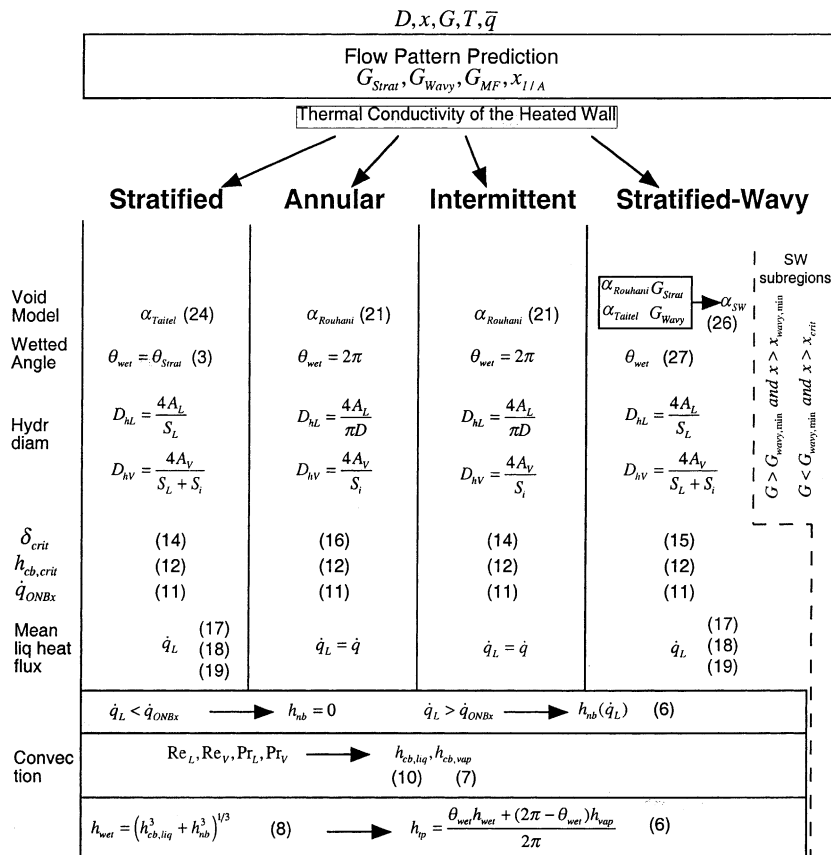 D, x, G, T, q̄
Flow Pattern Prediction
G_Strat, G_Wavy, G_MF, x_I/A
Thermal Conductivity of the Heated Wall
Stratified Annular Intermittent Stratified-Wavy
SW subregions
G > G_wavy,min and x > x_wavy,min
G < G_wavy,min and x > x_crit
Void Model α_Taitel (24) α_Rouhani (21) α_Rouhani (21) α_Rouhani G_Strat α_Taitel G_Wavy α_SW (26)
Wetted Angle θ_wet = θ_Strat (3) θ_wet = 2π θ_wet = 2π θ_wet (27)
Hydr diam D_hL = 4A_L / S_L D_hL = 4A_L / πD D_hL = 4A_L / πD D_hL = 4A_L / S_L
D_hV = 4A_V / (S_L + S_i) D_hV = 4A_V / S_i D_hV = 4A_V / S_i D_hV = 4A_V / (S_L + S_i)
δ_crit (14) (16) (14) (15)
h_cb,crit (12) (12) (12) (12)
q̇_ONBx (11) (11) (11) (11)
Mean liq heat flux q̇_L (17) (18) (19) q̇_L = q̇ q̇_L = q̇ q̇_L (17) (18) (19)
q̇_L < q̇_ONBx → h_nb = 0 q̇_L > q̇_ONBx → h_nb(q̇_L) (6)
Convec tion Re_L, Re_V, Pr_L, Pr_V → h_cb,liq, h_cb,vap
(10) (7)
h_wet = (h³_cb,liq + h³_nb)^1/3 (8) → h_tp = (θ_wet h_wet + (2π − θ_wet)h_vap) / 2π (6)